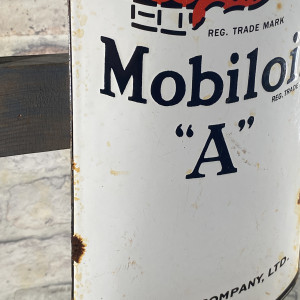 REG. TRADE MARK
Mobiloi
REG. TRADE
"A"
COMPANY, LTD.